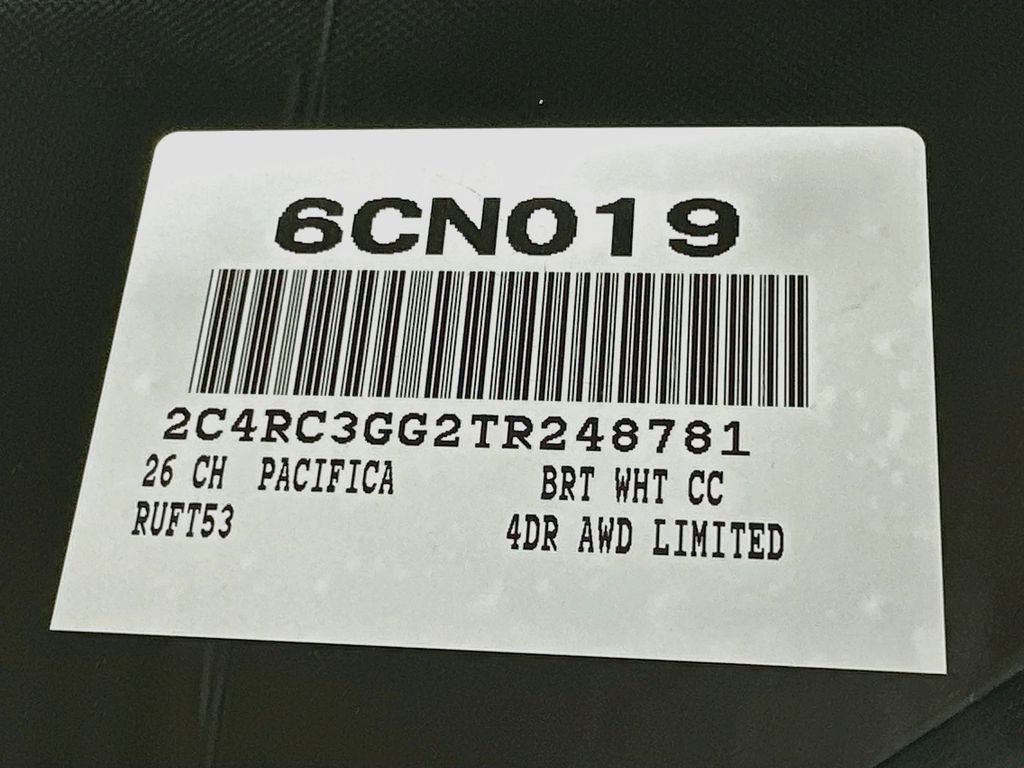 6CN019
2C4RC3GG2TR248781
26 CH PACIFICA BRT WHT CC
RUFT53 4DR AWD LIMITED